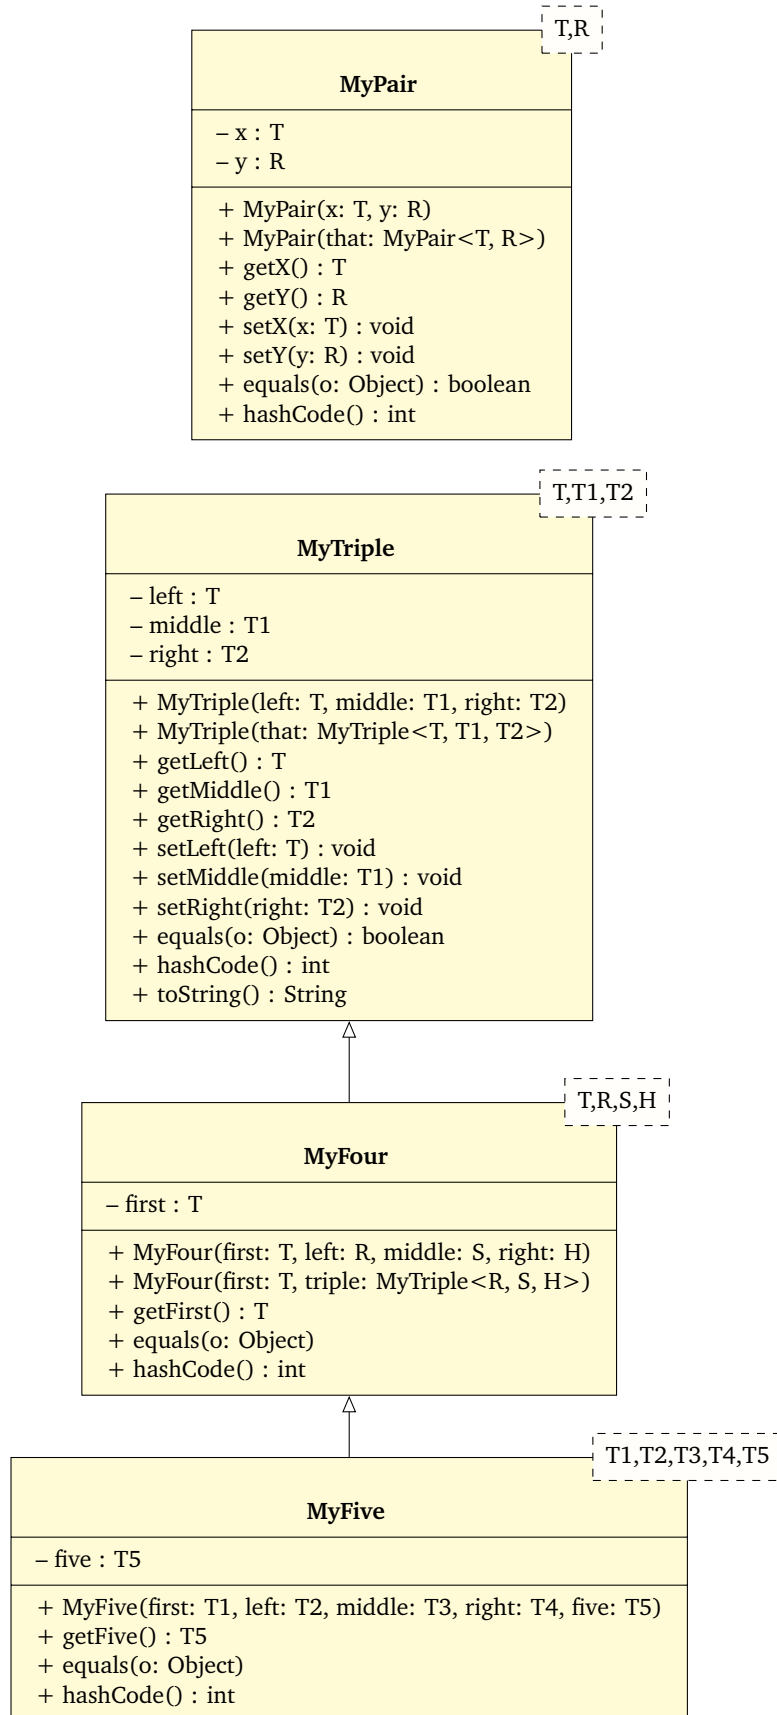 T,R
MyPair
– x : T
– y : R
+ MyPair(x: T, y: R)
+ MyPair(that: MyPair<T, R>)
+ getX() : T
+ getY() : R
+ setX(x: T) : void
+ setY(y: R) : void
+ equals(o: Object) : boolean
+ hashCode() : int
T,T1,T2
MyTriple
– left : T
– middle : T1
– right : T2
+ MyTriple(left: T, middle: T1, right: T2)
+ MyTriple(that: MyTriple<T, T1, T2>)
+ getLeft() : T
+ getMiddle() : T1
+ getRight() : T2
+ setLeft(left: T) : void
+ setMiddle(middle: T1) : void
+ setRight(right: T2) : void
+ equals(o: Object) : boolean
+ hashCode() : int
+ toString() : String
T,R,S,H
MyFour
– first : T
+ MyFour(first: T, left: R, middle: S, right: H)
+ MyFour(first: T, triple: MyTriple<R, S, H>)
+ getFirst() : T
+ equals(o: Object)
+ hashCode() : int
T1,T2,T3,T4,T5
MyFive
– five : T5
+ MyFive(first: T1, left: T2, middle: T3, right: T4, five: T5)
+ getFive() : T5
+ equals(o: Object)
+ hashCode() : int